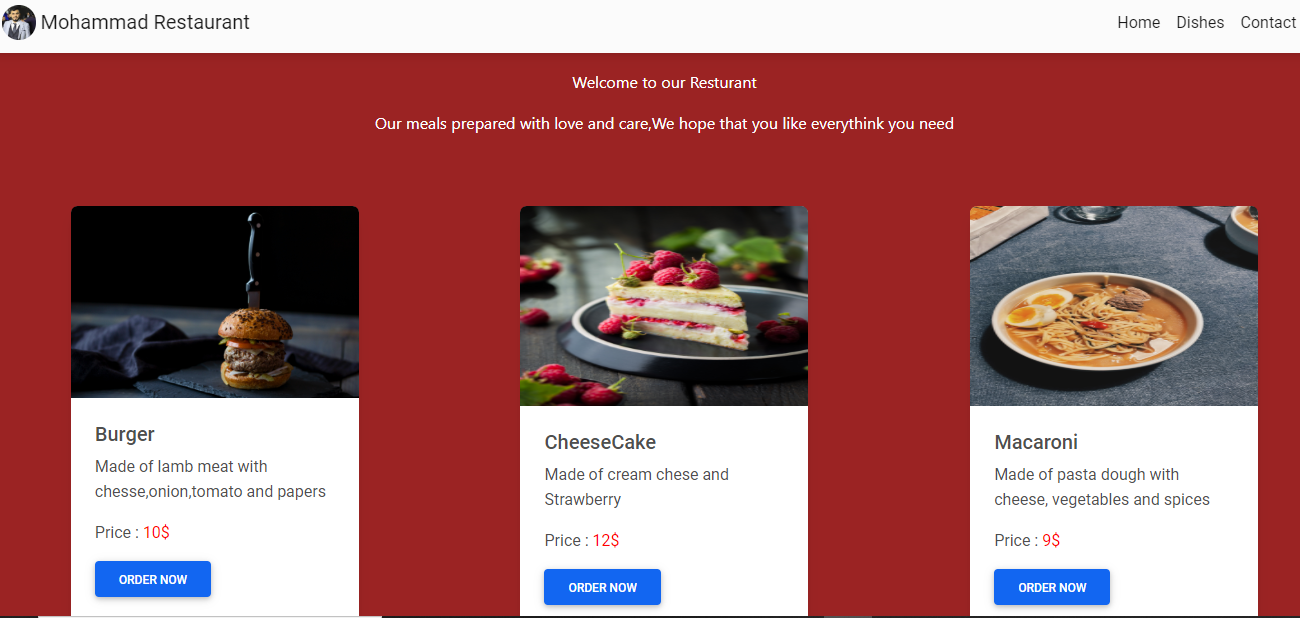 Mohammad Restaurant
Home Dishes Contact
Welcome to our Resturant
Our meals prepared with love and care,We hope that you like everythink you need
Burger
Made of lamb meat with
chesse,onion,tomato and papers
Price : 10$
ORDER NOW
CheeseCake
Made of cream chese and
Strawberry
Price : 12$
ORDER NOW
Macaroni
Made of pasta dough with
cheese, vegetables and spices
Price : 9$
ORDER NOW